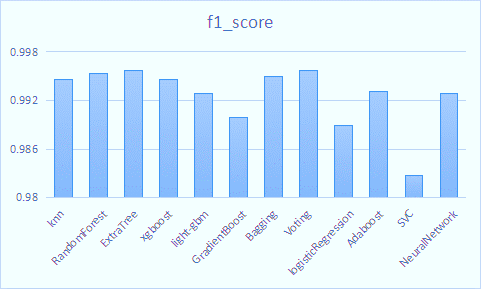 f1_score
0.998
0.992
0.986
0.98
knn
RandomForest
ExtraTree
xgboost
light-gbm
GradientBoost
Bagging
Voting
logisticRegression
Adaboost
SVC
NeuralNetwork